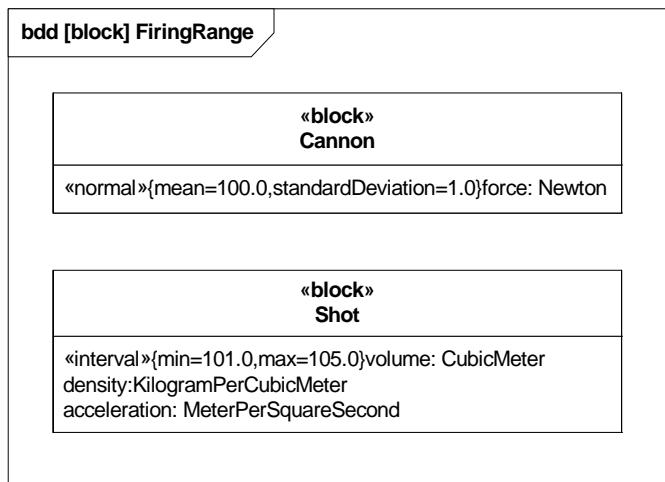 bdd [block] FiringRange
«block»
Cannon
«normal»{mean=100.0,standardDeviation=1.0}force: Newton
«block»
Shot
«interval»{min=101.0,max=105.0}volume: CubicMeter
density:KilogramPerCubicMeter
acceleration: MeterPerSquareSecond